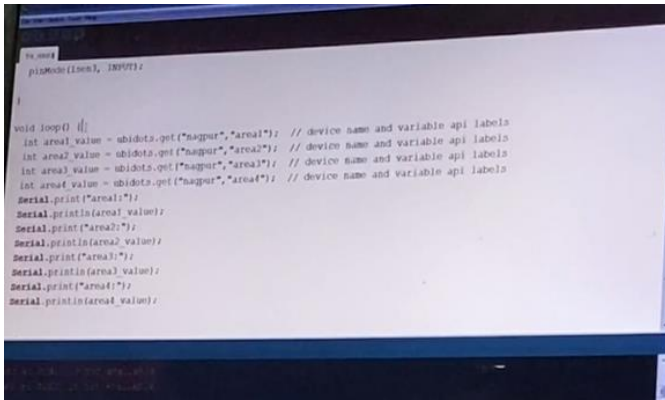 pinMode(isen3, INPUT);
}
void loop() {
int area1_value = ubidots.get("nagpur","area1"); // device name and variable api labels
int area2_value = ubidots.get("nagpur","area2"); // device name and variable api labels
int area3_value = ubidots.get("nagpur","area3"); // device name and variable api labels
int area4_value = ubidots.get("nagpur","area4"); // device name and variable api labels
Serial.print("area1:");
Serial.println(area1_value);
Serial.print("area2:");
Serial.println(area2_value);
Serial.print("area3:");
Serial.println(area3_value);
Serial.print("area4:");
Serial.println(area4_value);